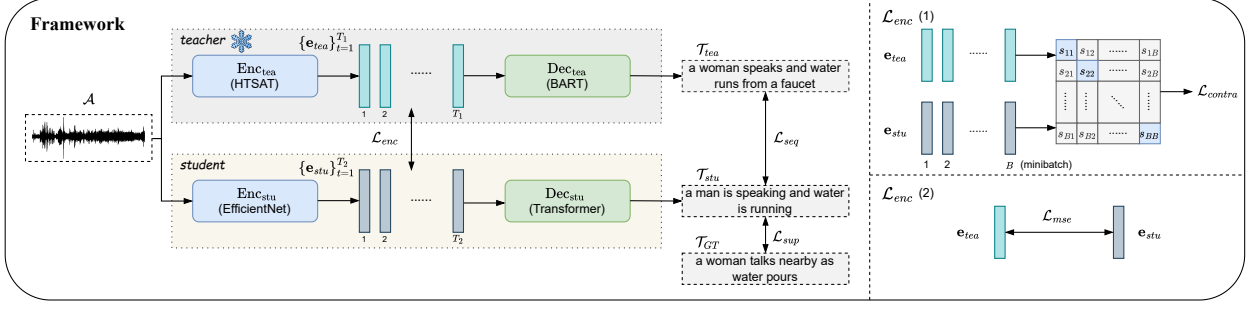 Framework
𝒜
teacher
Enc_tea
(HTSAT)
{e_tea}_{t=1}^{T_1}
1 2 ...... T_1
Dec_tea
(BART)
𝒯_tea
a woman speaks and water
runs from a faucet
ℒ_enc
ℒ_seq
student
Enc_stu
(EfficientNet)
{e_stu}_{t=1}^{T_2}
1 2 ...... T_2
Dec_stu
(Transformer)
𝒯_stu
a man is speaking and water
is running
𝒯_GT
ℒ_sup
a woman talks nearby as
water pours
ℒ_enc (1)
e_tea
......
e_stu
......
1 2 B (minibatch)
s_11 s_12 ...... s_1B
s_21 s_22 ...... s_2B
s_B1 s_B2 ...... s_BB
ℒ_contra
ℒ_enc (2)
e_tea
ℒ_mse
e_stu